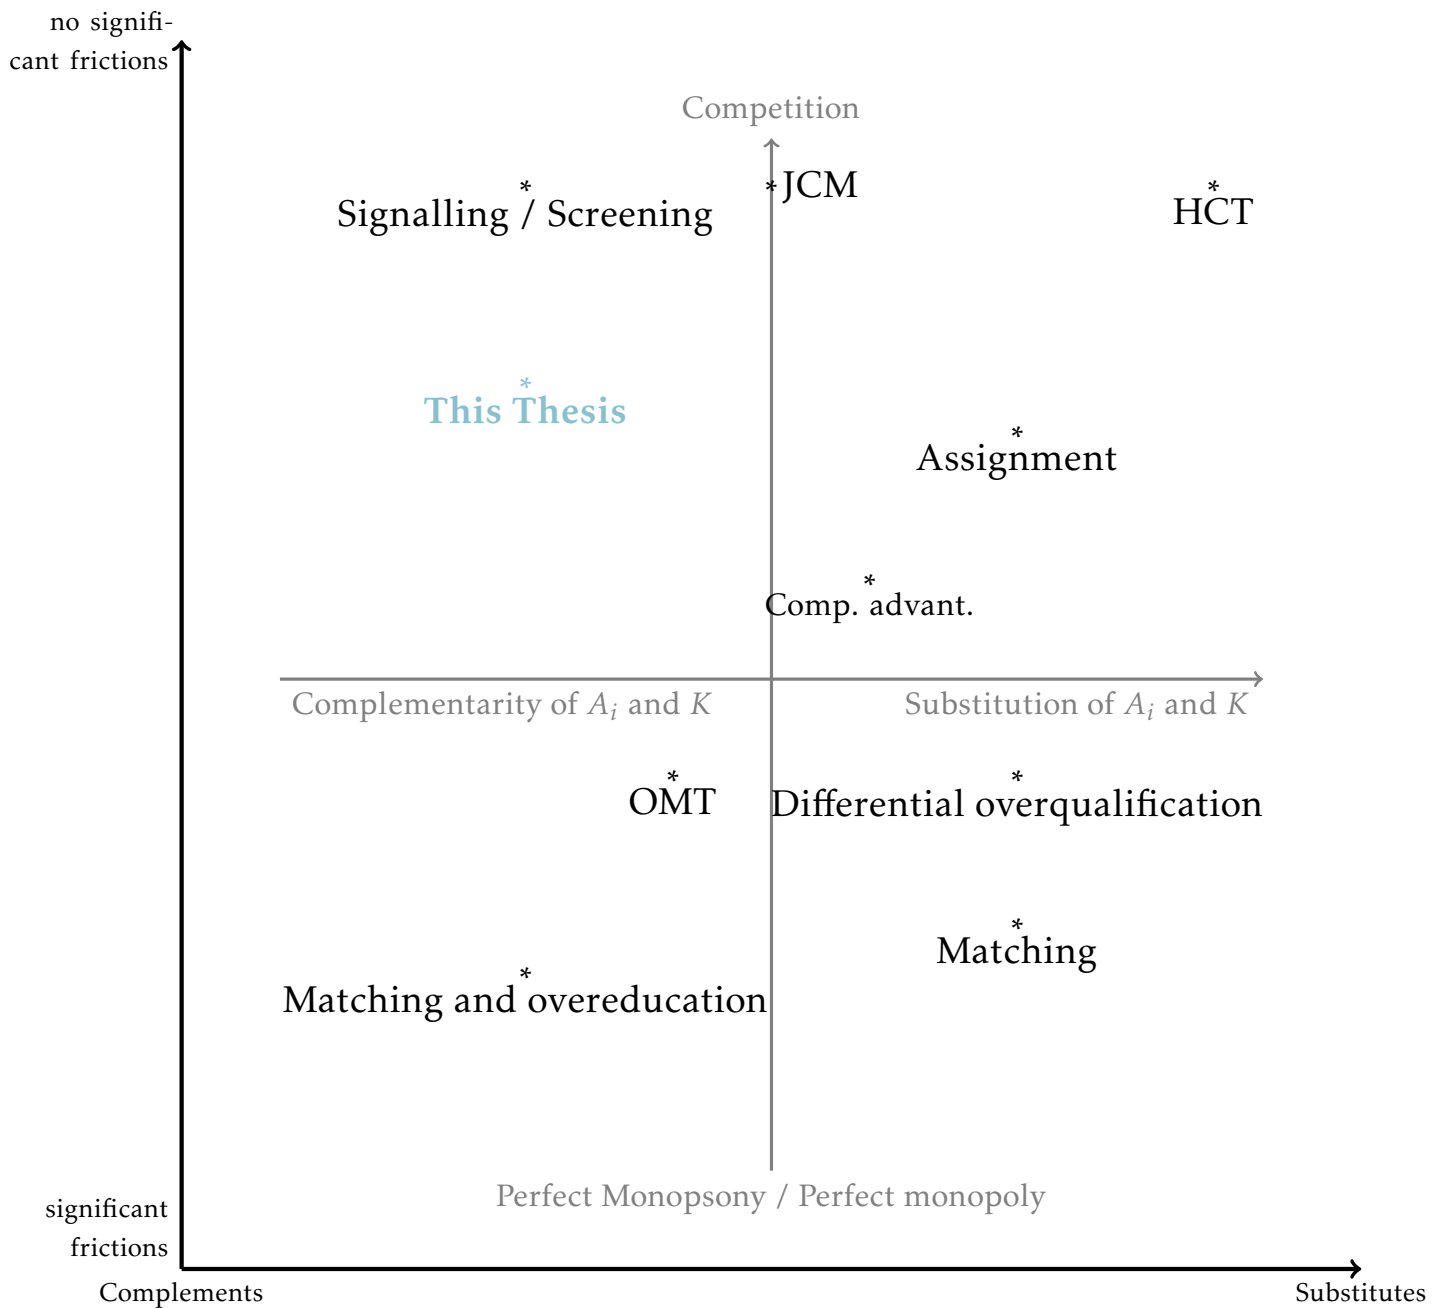 no signifi-
cant frictions
Competition
*JCM
*
Signalling / Screening
*
HCT
*
This Thesis
*
Assignment
*
Comp. advant.
Complementarity of A_i and K
Substitution of A_i and K
*
OMT
*
Differential overqualification
*
Matching
*
Matching and overeducation
Perfect Monopsony / Perfect monopoly
significant
frictions
Complements
Substitutes